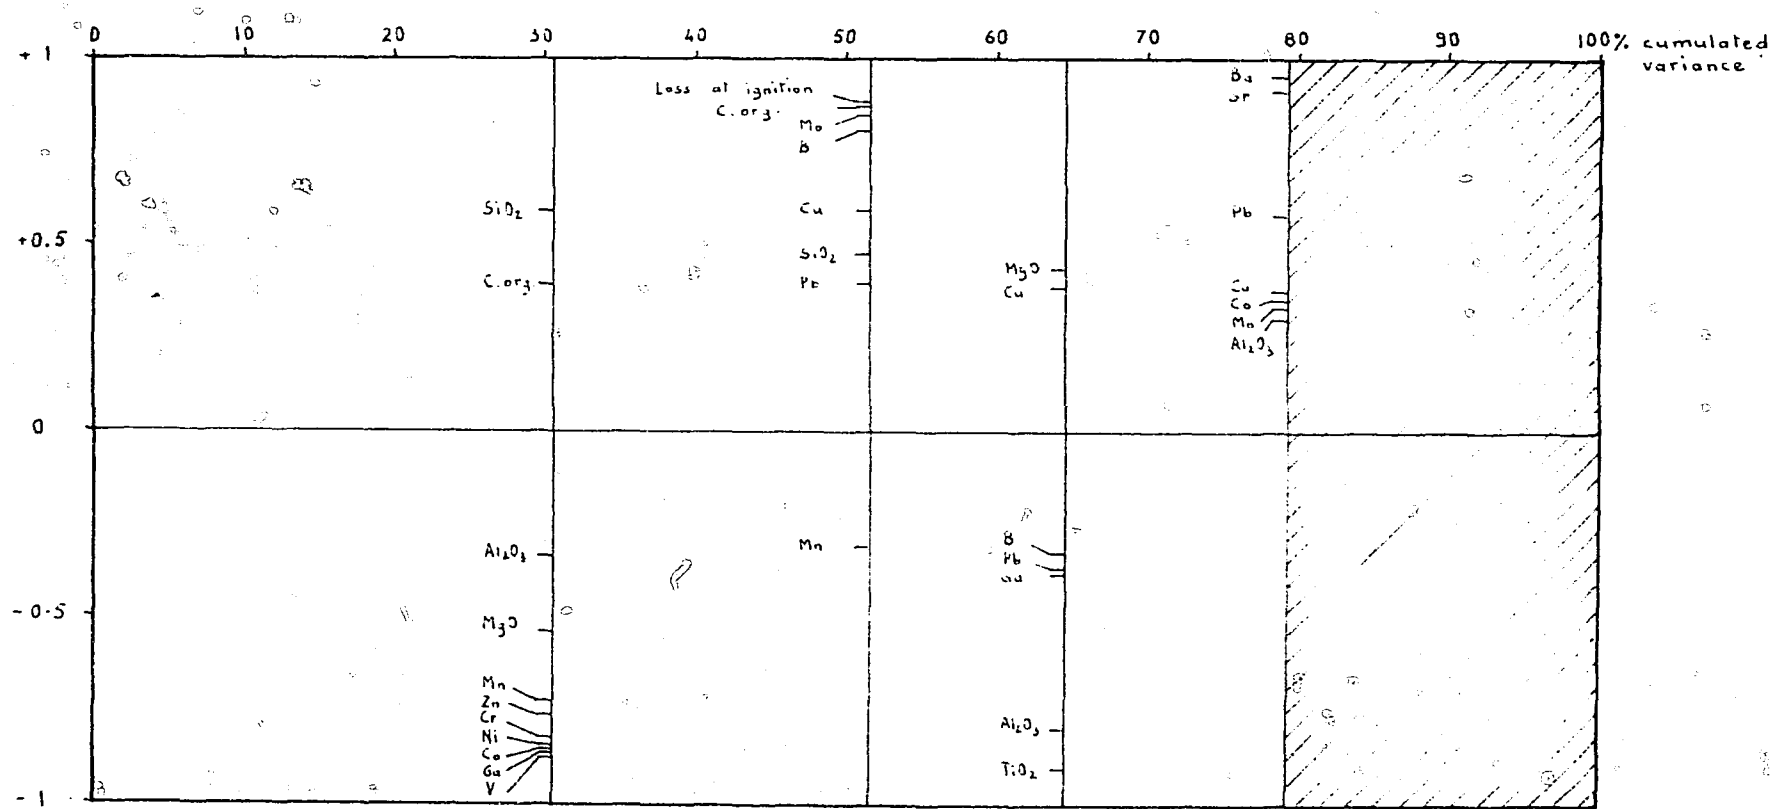 0 10 20 30 40 50 60 70 80 90 100% cumulated
variance
+1
+0.5
0
-0.5
-1
SiO2
C.org.
Al2O3
MgO
Mn
Zn
Cr
Ni
Co
Ga
V
Loss at ignition
C.org.
Mo
B
Cu
SiO2
Pb
Mn
MgO
Cu
B
Pb
Ga
Al2O3
TiO2
Ba
Sr
Pb
Cu
Co
Mn
Al2O3